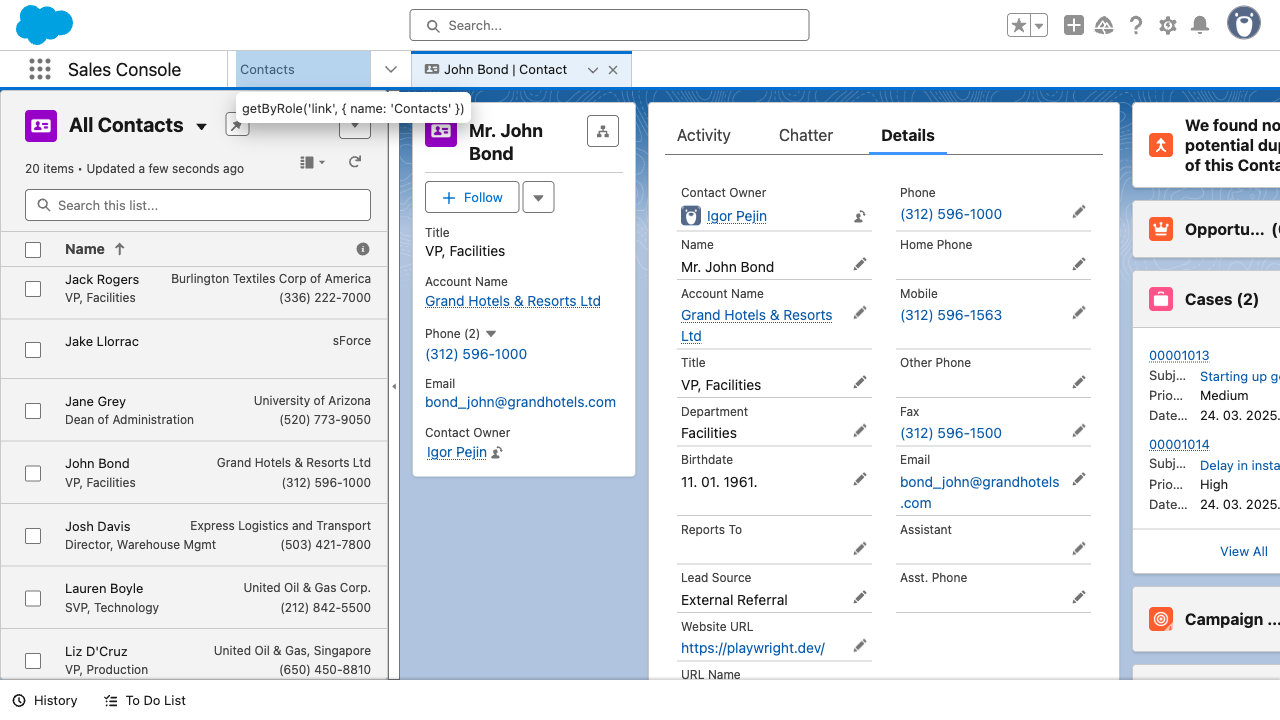 Search...
Sales Console
Contacts
John Bond | Contact
getByRole('link', { name: 'Contacts' })
All Contacts
20 items • Updated a few seconds ago
Search this list...
Name
Jack Rogers
Burlington Textiles Corp of America
VP, Facilities
(336) 222-7000
Jake Llorrac
sForce
Jane Grey
University of Arizona
Dean of Administration
(520) 773-9050
John Bond
Grand Hotels & Resorts Ltd
VP, Facilities
(312) 596-1000
Josh Davis
Express Logistics and Transport
Director, Warehouse Mgmt
(503) 421-7800
Lauren Boyle
United Oil & Gas Corp.
SVP, Technology
(212) 842-5500
Liz D'Cruz
United Oil & Gas, Singapore
VP, Production
(650) 450-8810
Mr. John
Bond
Follow
Title
VP, Facilities
Account Name
Grand Hotels & Resorts Ltd
Phone (2)
(312) 596-1000
Email
bond_john@grandhotels.com
Contact Owner
Igor Pejin
Activity
Chatter
Details
Contact Owner
Igor Pejin
Phone
(312) 596-1000
Name
Mr. John Bond
Home Phone
Account Name
Grand Hotels & Resorts
Ltd
Mobile
(312) 596-1563
Title
VP, Facilities
Other Phone
Department
Facilities
Fax
(312) 596-1500
Birthdate
11. 01. 1961.
Email
bond_john@grandhotels
.com
Reports To
Assistant
Lead Source
External Referral
Asst. Phone
Website URL
https://playwright.dev/
URL Name
We found no
potential dup
of this Conta
Opportu... (
Cases (2)
00001013
Subj...
Starting up g
Prio...
Medium
Date...
24. 03. 2025.
00001014
Subj...
Delay in insta
Prio...
High
Date...
24. 03. 2025.
View All
Campaign ...
History
To Do List